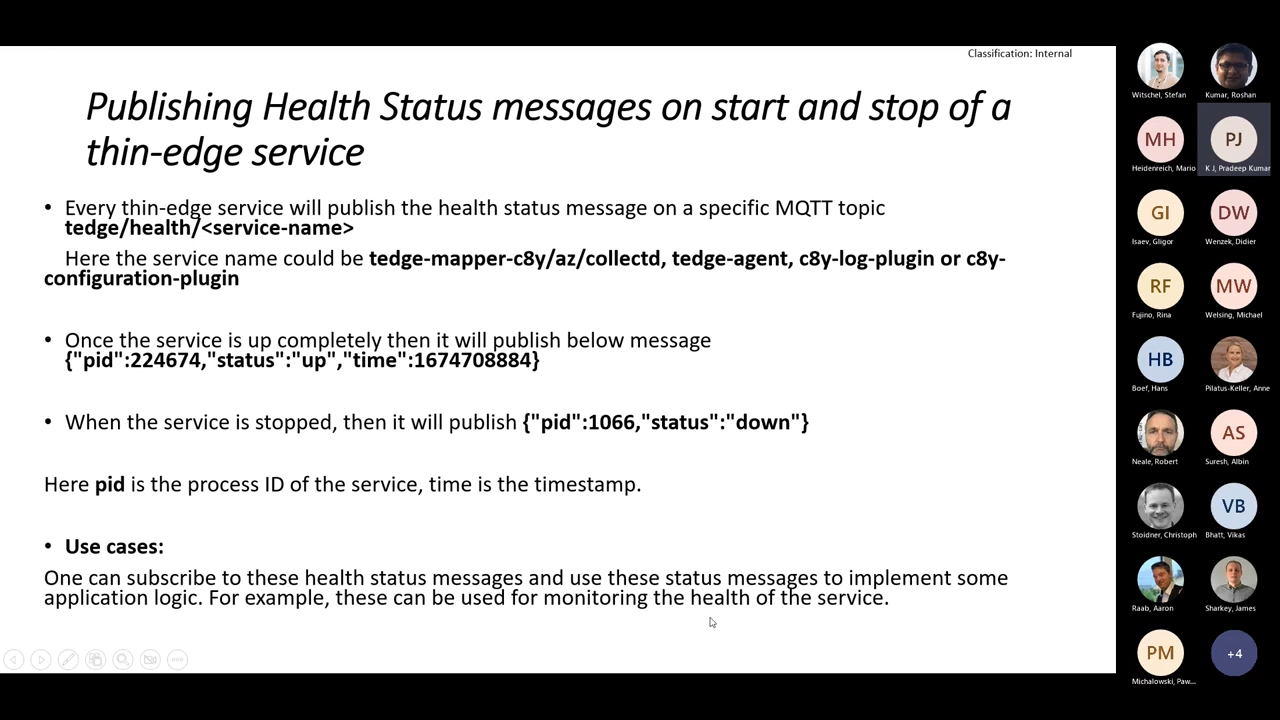 Classification: Internal
Publishing Health Status messages on start and stop of a
thin-edge service
• Every thin-edge service will publish the health status message on a specific MQTT topic
tedge/health/<service-name>
Here the service name could be tedge-mapper-c8y/az/collectd, tedge-agent, c8y-log-plugin or c8y-
configuration-plugin
• Once the service is up completely then it will publish below message
{"pid":224674,"status":"up","time":1674708884}
• When the service is stopped, then it will publish {"pid":1066,"status":"down"}
Here pid is the process ID of the service, time is the timestamp.
• Use cases:
One can subscribe to these health status messages and use these status messages to implement some
application logic. For example, these can be used for monitoring the health of the service.
Witschel, Stefan
Kumar, Roshan
MH
PJ
Heidenreich, Mario
K J, Pradeep Kumar
GI
DW
Isaev, Gligor
Wenzek, Didier
RF
MW
Fujino, Rina
Welsing, Michael
HB
Boef, Hans
Pilatus-Keller, Anne
AS
Neale, Robert
Suresh, Albin
VB
Stoidner, Christoph
Bhatt, Vikas
Raab, Aaron
Sharkey, James
PM
+4
Michalowski, Paw...